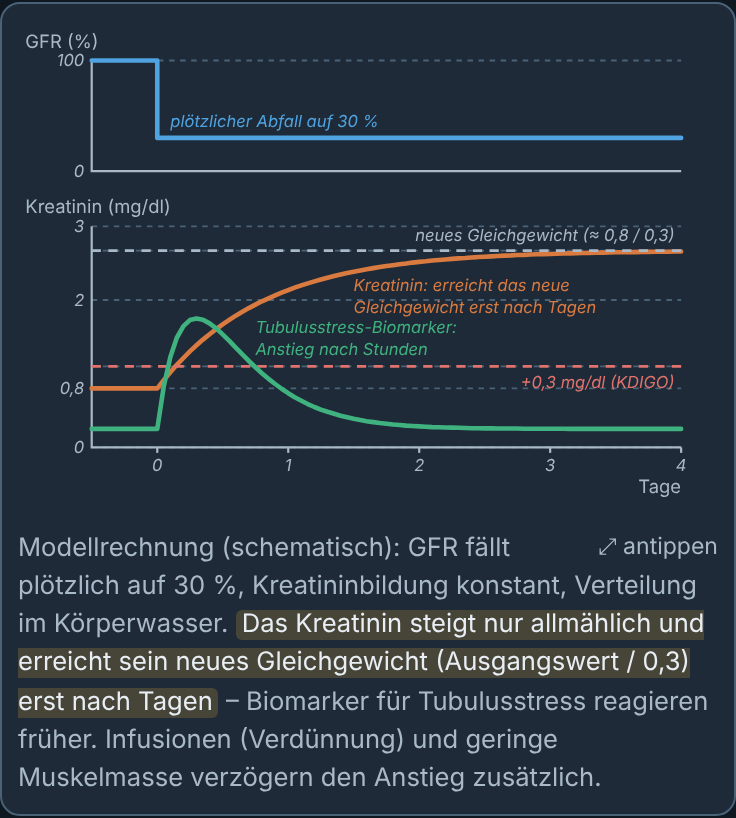 GFR (%)
100
plötzlicher Abfall auf 30 %
0
Kreatinin (mg/dl)
3
neues Gleichgewicht (≈ 0,8 / 0,3)
Kreatinin: erreicht das neue
2
Gleichgewicht erst nach Tagen
Tubulusstress-Biomarker:
Anstieg nach Stunden
+0,3 mg/dl (KDIGO)
0,8
0
0 1 2 3 4
Tage
Modellrechnung (schematisch): GFR fällt
⤢ antippen
plötzlich auf 30 %, Kreatininbildung konstant, Verteilung
im Körperwasser. Das Kreatinin steigt nur allmählich und
erreicht sein neues Gleichgewicht (Ausgangswert / 0,3)
erst nach Tagen – Biomarker für Tubulusstress reagieren
früher. Infusionen (Verdünnung) und geringe
Muskelmasse verzögern den Anstieg zusätzlich.